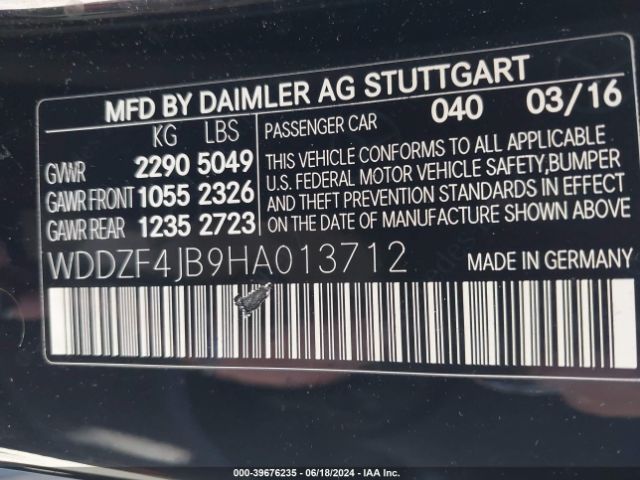 MFD BY DAIMLER AG STUTTGART
KG LBS
GVWR 2290 5049
GAWR FRONT 1055 2326
GAWR REAR 1235 2723
PASSENGER CAR 040 03/16
THIS VEHICLE CONFORMS TO ALL APPLICABLE
U.S. FEDERAL MOTOR VEHICLE SAFETY,BUMPER
AND THEFT PREVENTION STANDARDS IN EFFECT
ON THE DATE OF MANUFACTURE SHOWN ABOVE
WDDZF4JB9HA013712 MADE IN GERMANY
WWW - 39676235 - 06/18/2024 - IAA Inc.